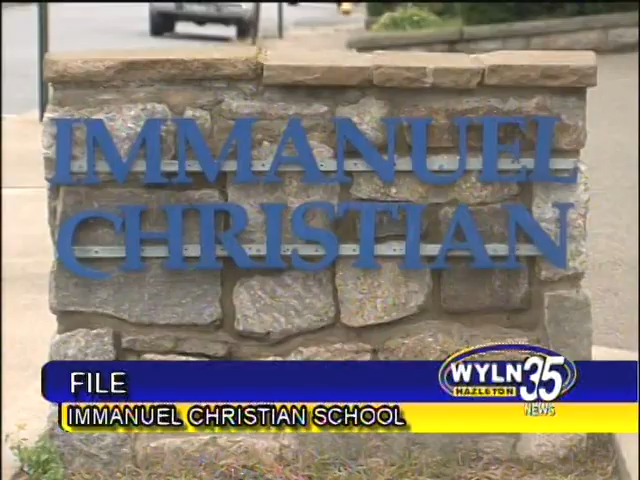 IMMANUEL
CHRISTIAN
FILE
WYLN 35
HAZLETON
NEWS
IMMANUEL CHRISTIAN SCHOOL